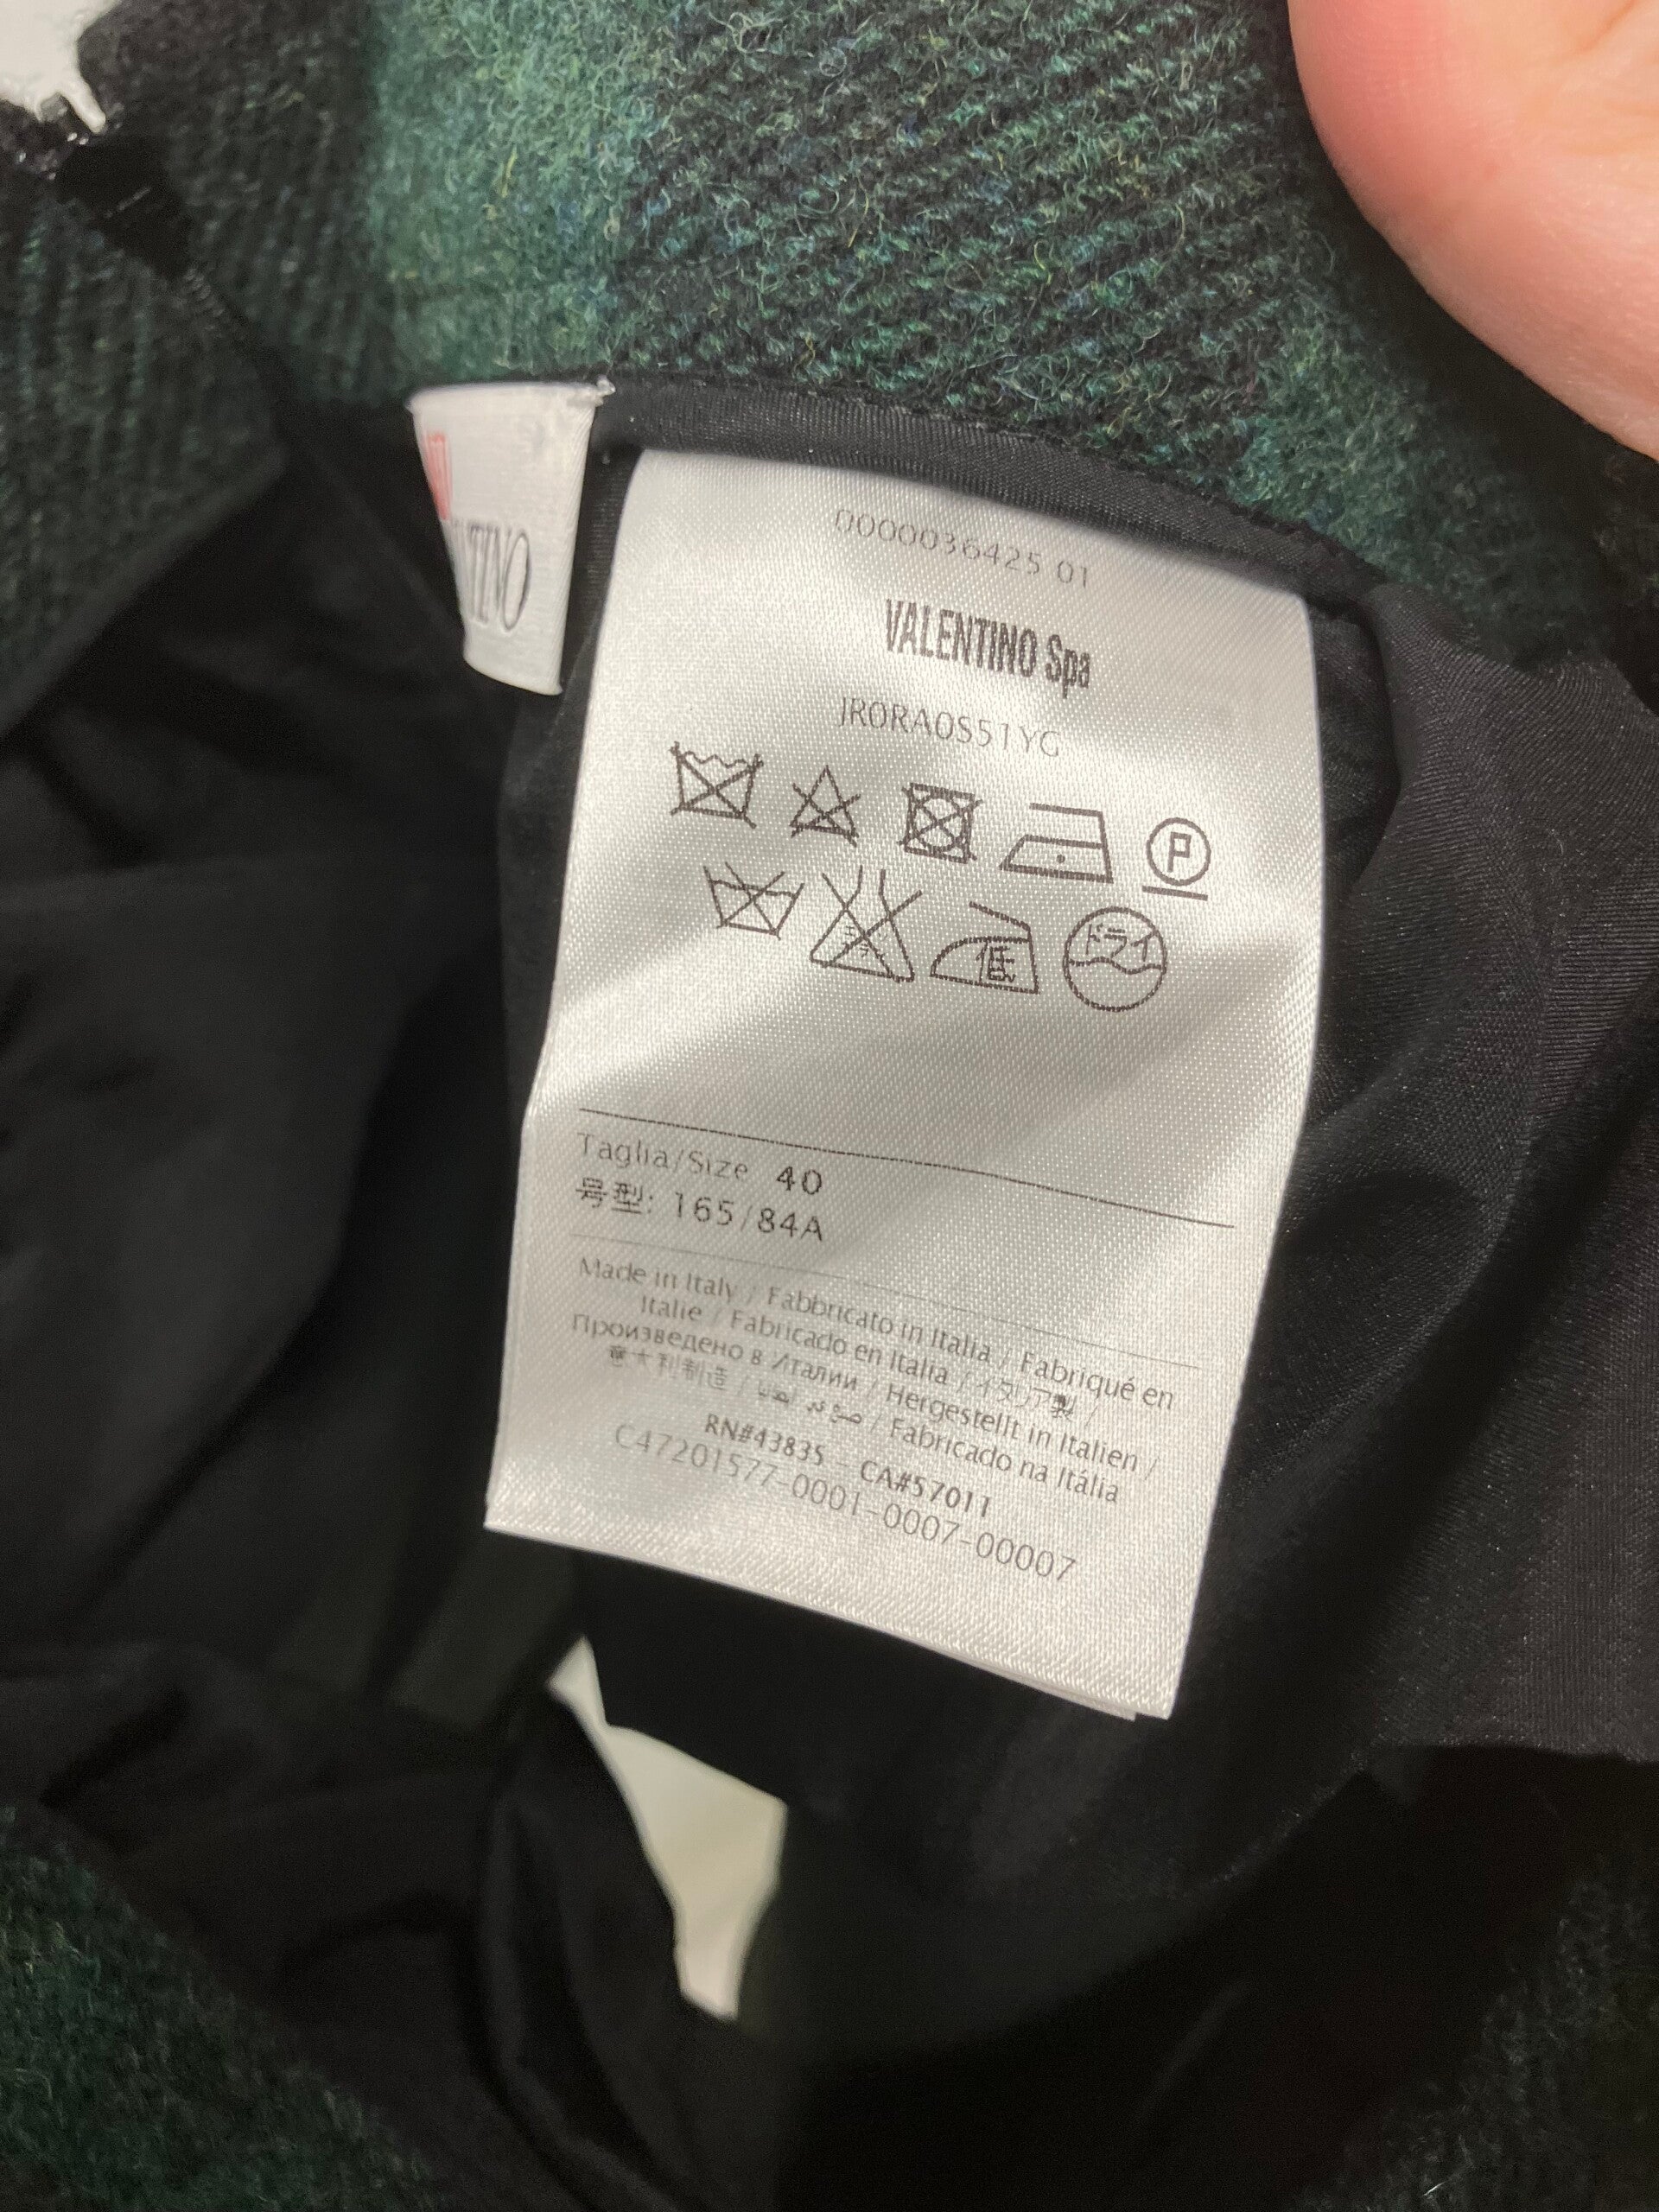 VALENTINO
0000036425 01
VALENTINO Spa
JR0RA0S51YG
P
低 ドライ
Taglia/Size 40
号型: 165/84A
Made in Italy / Fabbricato in Italia / Fabriqué en
Italie / Fabricado en Italia / イタリア製 /
Произведено в Италии / Hergestellt in Italien /
意大利制造 / / Fabricado na Itália
RN#43835 - CA#57011
C47201577-0001-0007-00007